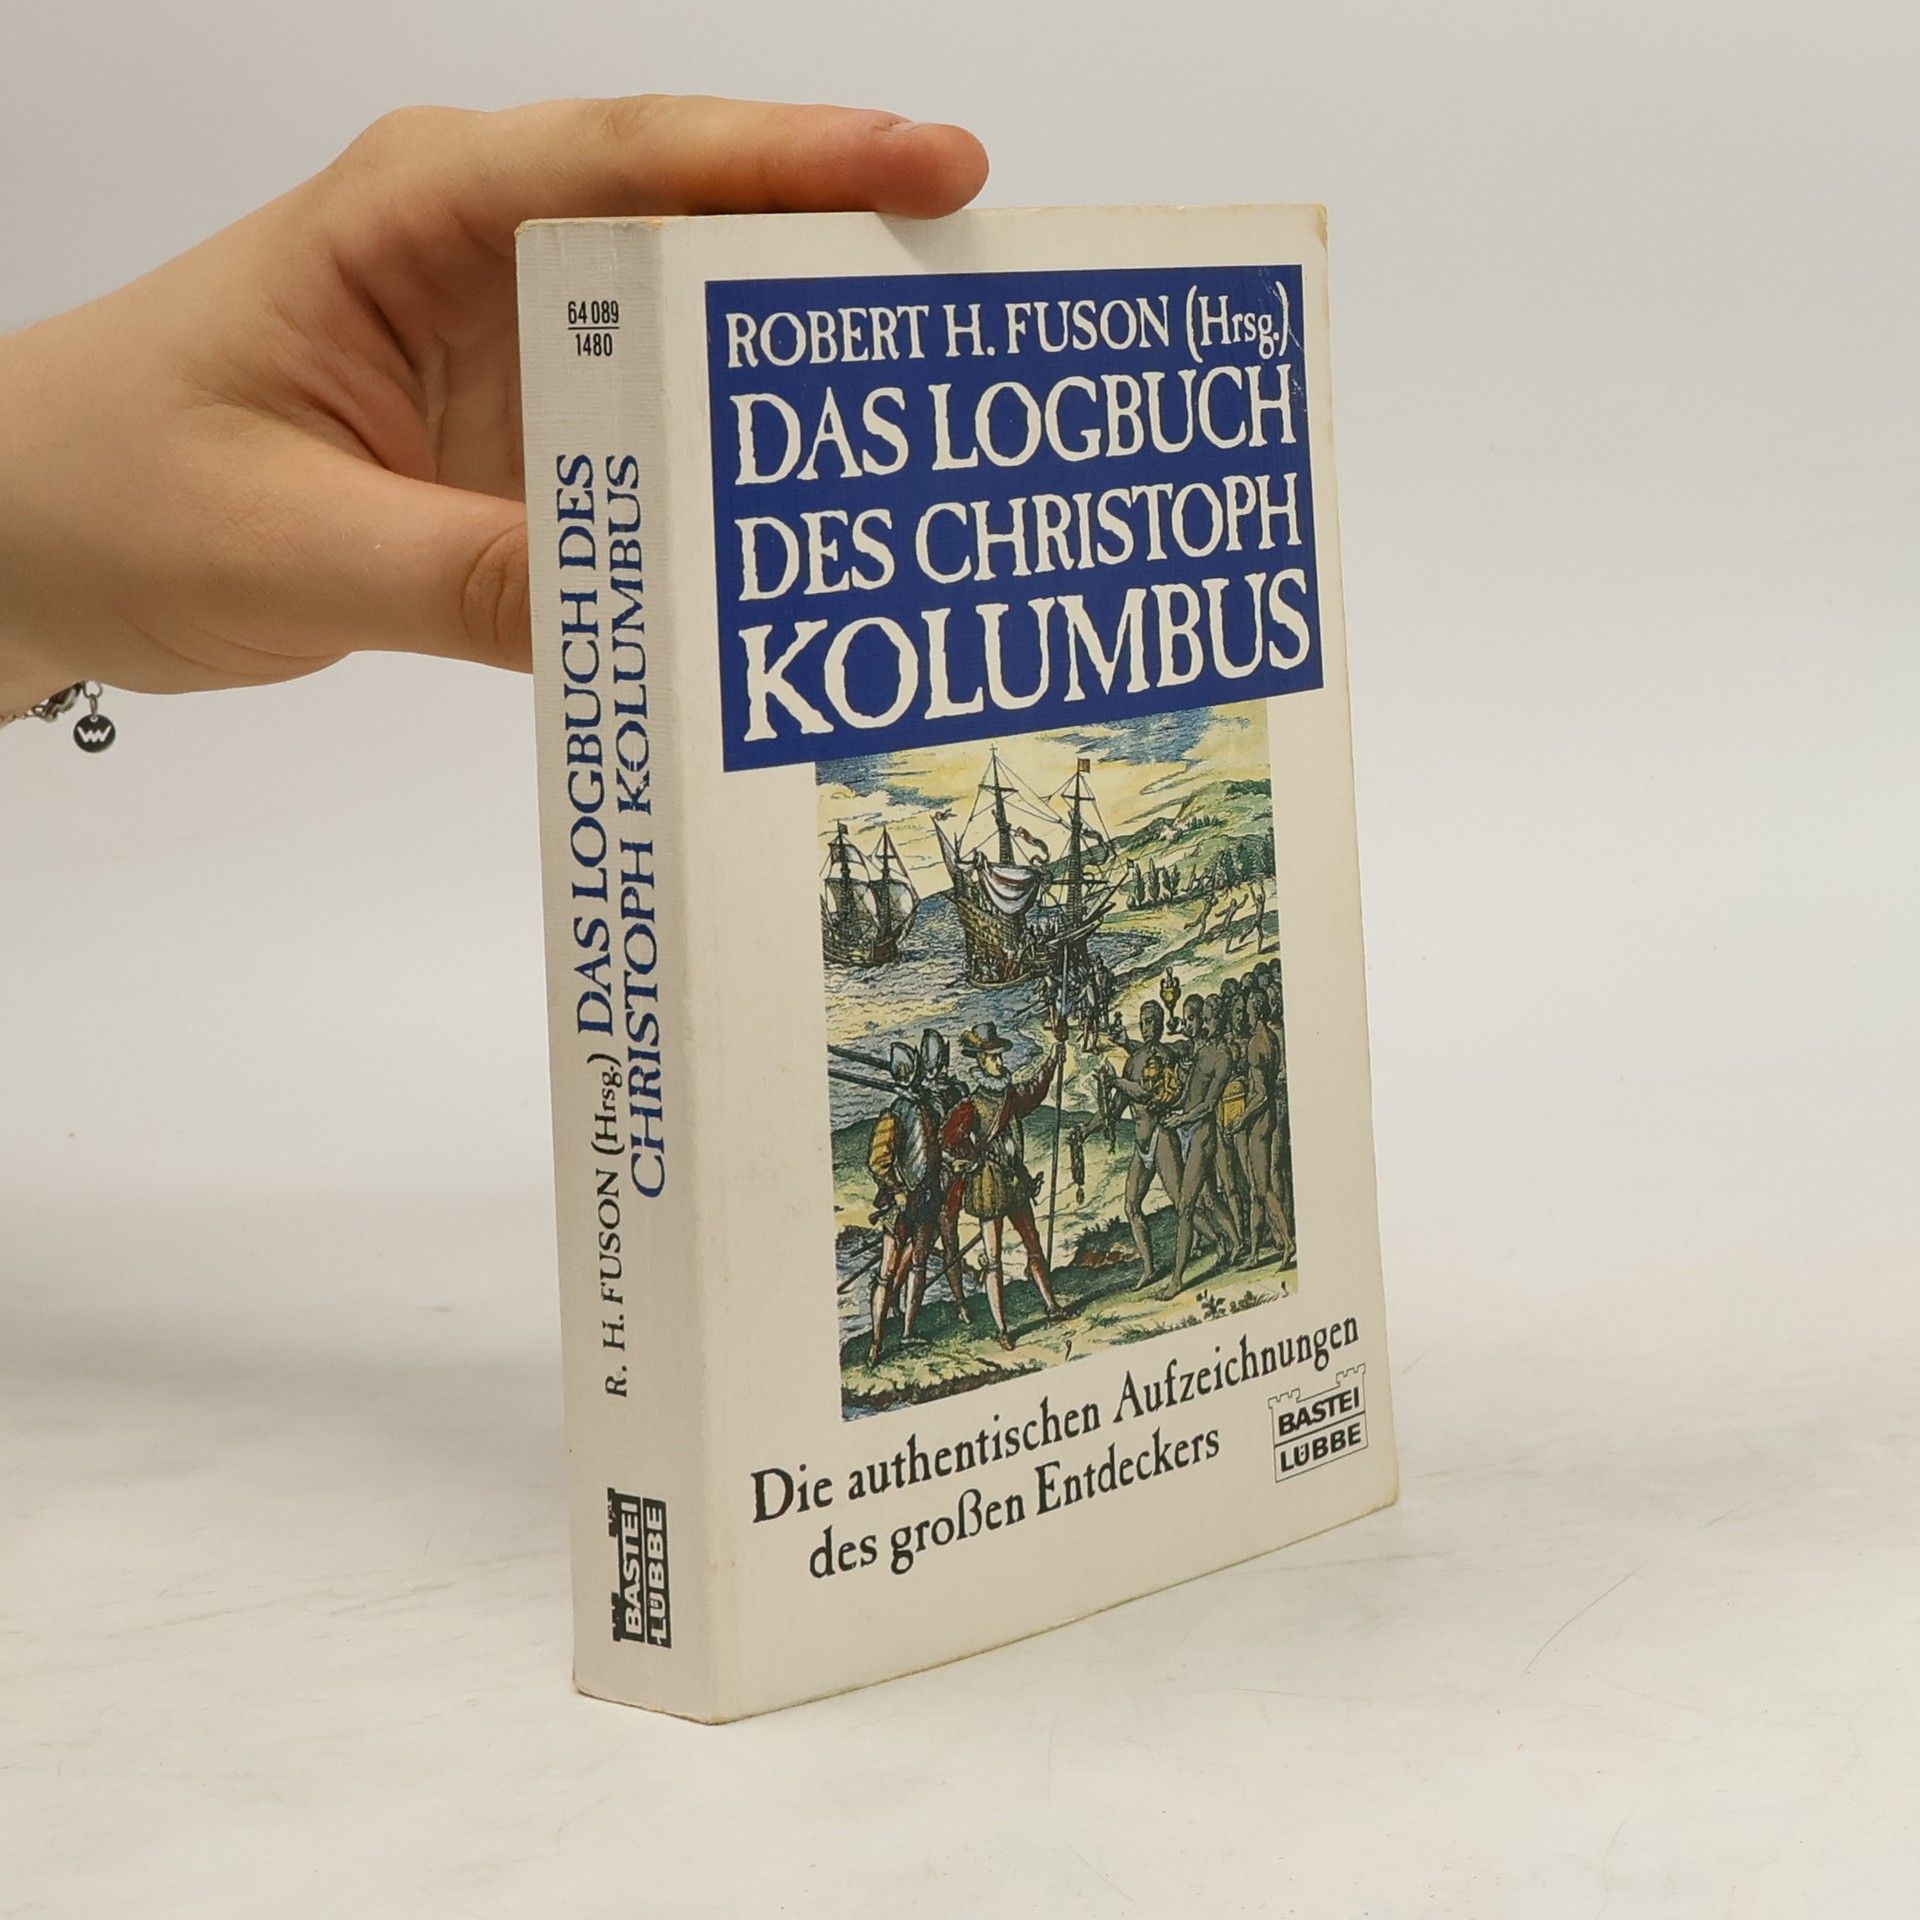 64 089
1480
R. H. FUSON (Hrsg.) DAS LOGBUCH DES
CHRISTOPH KOLUMBUS
BASTEI
LÜBBE
ROBERT H. FUSON (Hrsg.)
DAS LOGBUCH
DES CHRISTOPH
KOLUMBUS
Die authentischen Aufzeichnungen
des großen Entdeckers
BASTEI
LÜBBE